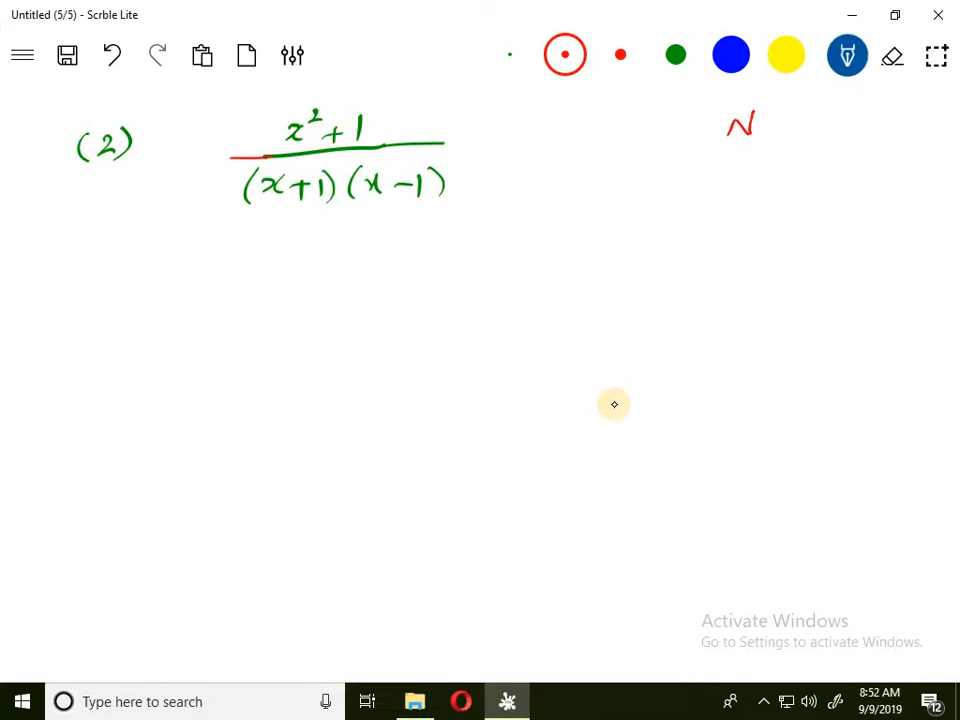 Untitled (5/5) - Scrble Lite
(2) x² + 1 N
(x+1) (x-1)
Activate Windows
Go to Settings to activate Windows.
Type here to search
8:52 AM
9/9/2019
12